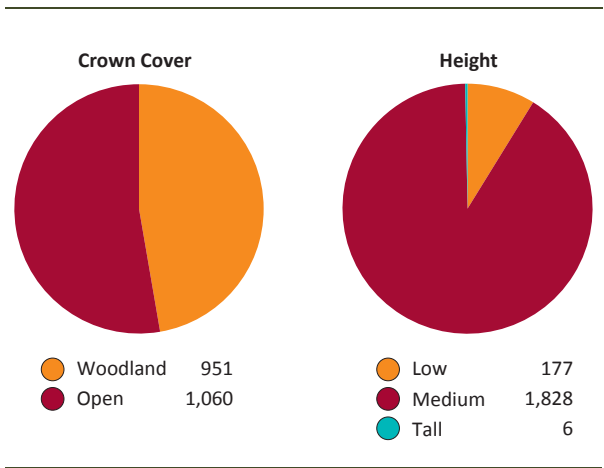 Crown Cover
Woodland 951
Open 1,060
Height
Low 177
Medium 1,828
Tall 6